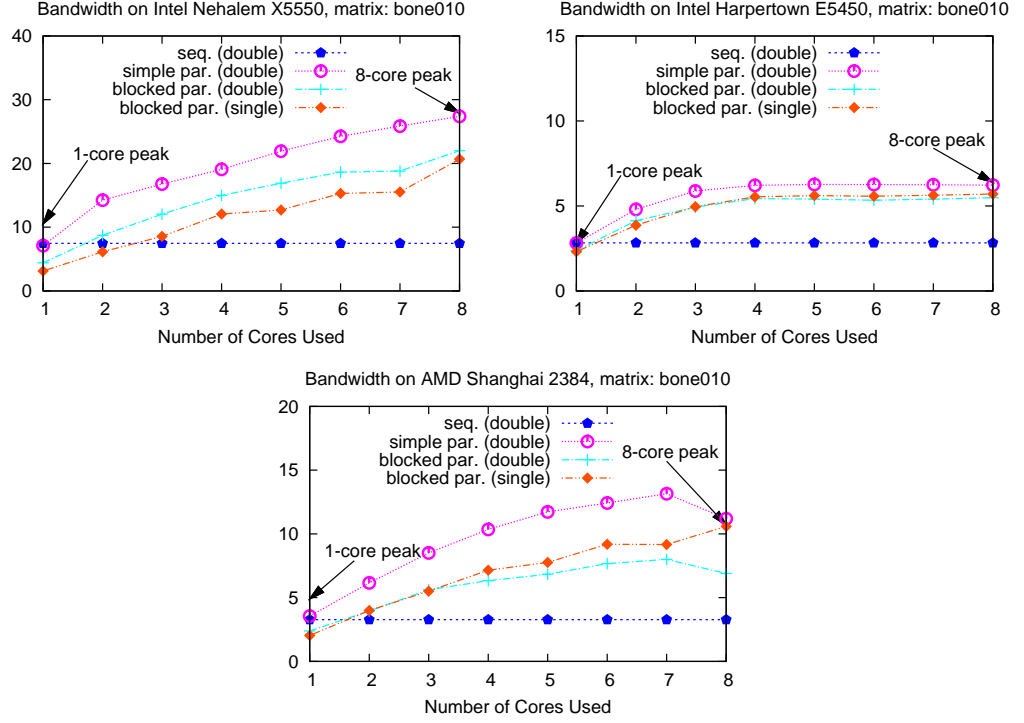 Bandwidth on Intel Nehalem X5550, matrix: bone010
40
30
20
10
0
seq. (double)
simple par. (double)
blocked par. (double)
blocked par. (single)
8-core peak
1-core peak
1 2 3 4 5 6 7 8
Number of Cores Used
Bandwidth on Intel Harpertown E5450, matrix: bone010
15
10
5
0
seq. (double)
simple par. (double)
blocked par. (double)
blocked par. (single)
8-core peak
1-core peak
1 2 3 4 5 6 7 8
Number of Cores Used
Bandwidth on AMD Shanghai 2384, matrix: bone010
20
15
10
5
0
seq. (double)
simple par. (double)
blocked par. (double)
blocked par. (single)
8-core peak
1-core peak
1 2 3 4 5 6 7 8
Number of Cores Used